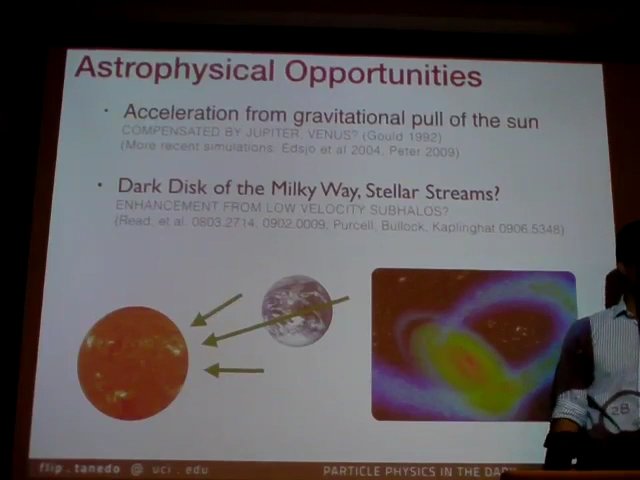 Astrophysical Opportunities
· Acceleration from gravitational pull of the sun
COMPENSATED BY JUPITER, VENUS? (Gould 1992)
(More recent simulations: Edsjo et al 2004, Peter 2009)
· Dark Disk of the Milky Way, Stellar Streams?
ENHANCEMENT FROM LOW VELOCITY SUBHALOS?
(Read, et al. 0803.2714, 0902.0009; Purcell, Bullock, Kaplinghat 0906.5348)
28
flip . tanedo @ uci . edu
PARTICLE PHYSICS IN THE